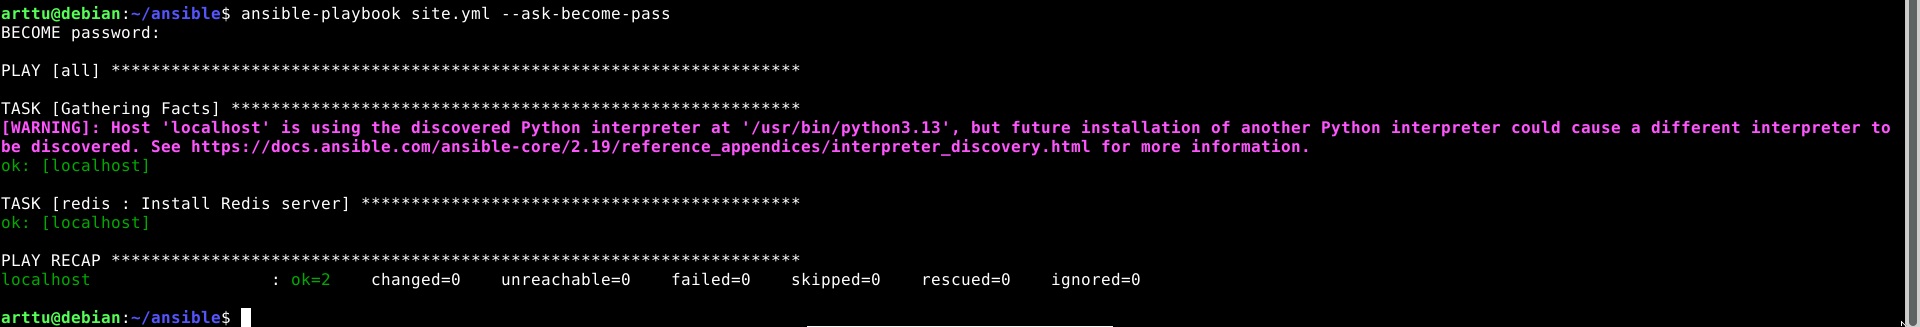 arttu@debian:~/ansible$ ansible-playbook site.yml --ask-become-pass
BECOME password:
PLAY [all] *********************************************************************
TASK [Gathering Facts] *********************************************************
[WARNING]: Host 'localhost' is using the discovered Python interpreter at '/usr/bin/python3.13', but future installation of another Python interpreter could cause a different interpreter to
be discovered. See https://docs.ansible.com/ansible-core/2.19/reference_appendices/interpreter_discovery.html for more information.
ok: [localhost]
TASK [redis : Install Redis server] ********************************************
ok: [localhost]
PLAY RECAP *********************************************************************
localhost                  : ok=2    changed=0    unreachable=0    failed=0    skipped=0    rescued=0    ignored=0
arttu@debian:~/ansible$